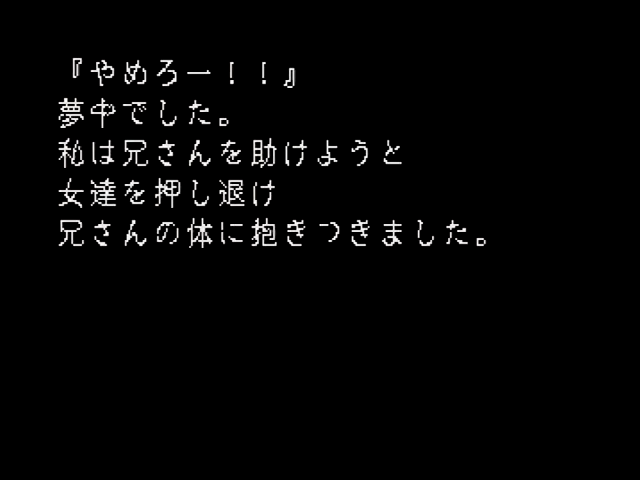 『やめろー！！』
夢中でした。
私は兄さんを助けようと
女達を押し退け
兄さんの体に抱きつきました。